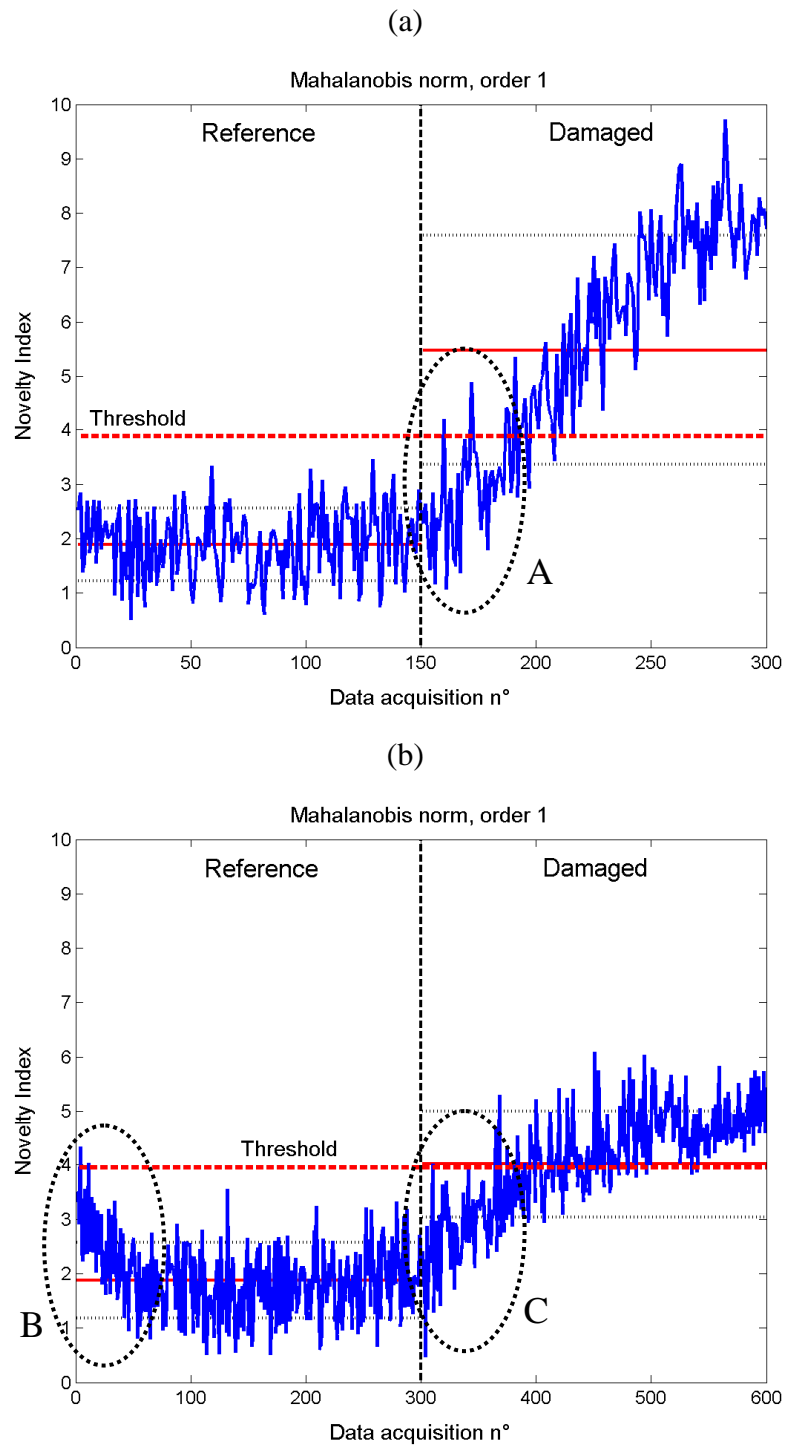 (a)
Mahalanobis norm, order 1
Reference
Damaged
Threshold
A
Novelty Index
10
9
8
7
6
5
4
3
2
1
0
0 50 100 150 200 250 300
Data acquisition n°
(b)
Mahalanobis norm, order 1
Reference
Damaged
Threshold
B
C
Novelty Index
10
9
8
7
6
5
4
3
2
1
0
0 100 200 300 400 500 600
Data acquisition n°